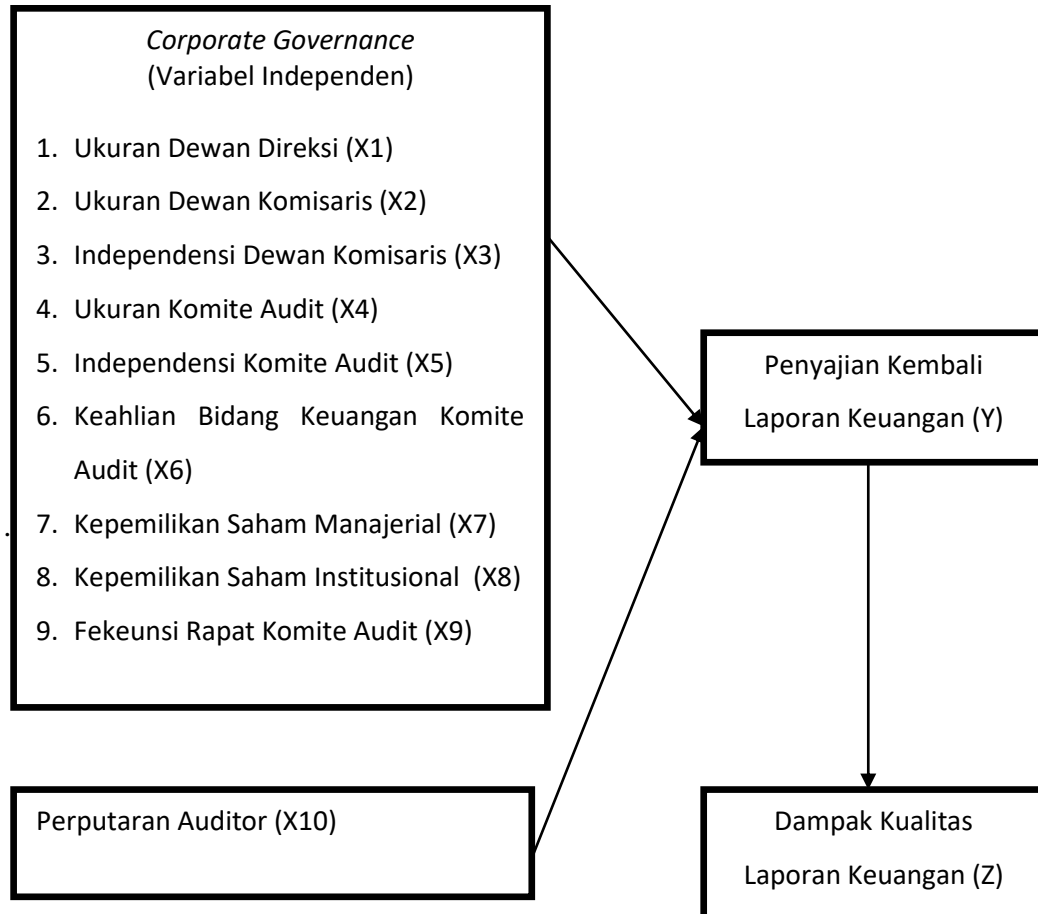 Corporate Governance
(Variabel Independen)
1. Ukuran Dewan Direksi (X1)
2. Ukuran Dewan Komisaris (X2)
3. Independensi Dewan Komisaris (X3)
4. Ukuran Komite Audit (X4)
5. Independensi Komite Audit (X5)
6. Keahlian Bidang Keuangan Komite
Audit (X6)
7. Kepemilikan Saham Manajerial (X7)
8. Kepemilikan Saham Institusional (X8)
9. Fekeunsi Rapat Komite Audit (X9)
.
Penyajian Kembali
Laporan Keuangan (Y)
Perputaran Auditor (X10)
Dampak Kualitas
Laporan Keuangan (Z)